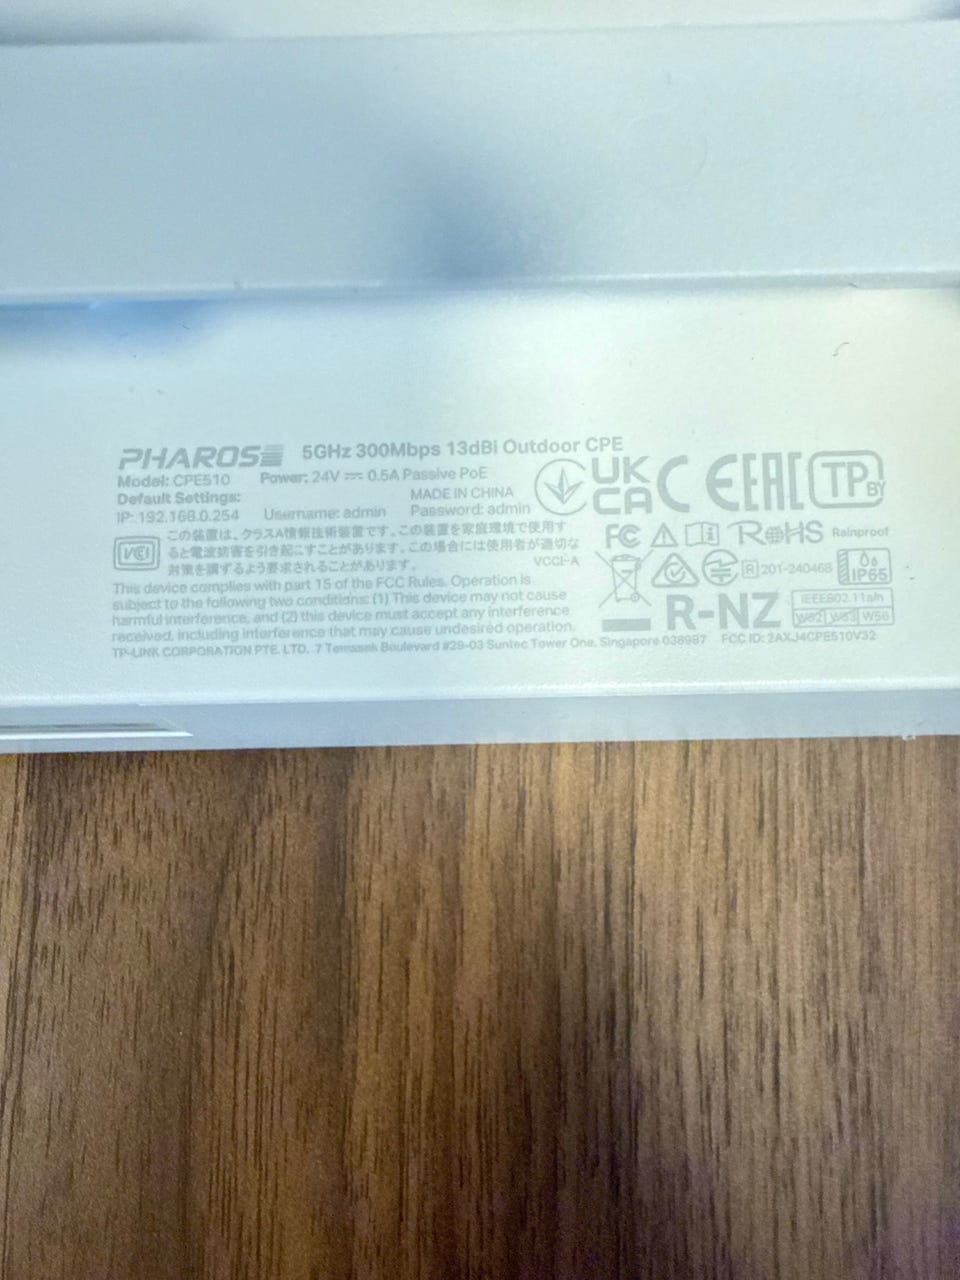 PHAROS 5GHz 300Mbps 13dBi Outdoor CPE
Model: CPE510 Power: 24V ⎓ 0.5A Passive PoE
Default Settings: MADE IN CHINA
IP: 192.168.0.254 Username: admin Password: admin
この装置は、クラスA情報技術装置です。この装置を家庭環境で使用す
ると電波妨害を引き起こすことがあります。この場合には使用者が適切な
対策を講ずるよう要求されることがあります。 VCCI-A
This device complies with part 15 of the FCC Rules. Operation is
subject to the following two conditions: (1) This device may not cause
harmful interference, and (2) this device must accept any interference
received, including interference that may cause undesired operation.
TP-LINK CORPORATION PTE. LTD. 7 Temasek Boulevard #29-03 Suntec Tower One, Singapore 038987 FCC ID: 2AXJ4CPE510V32
UK
CA CE EAC TP BY
FC RoHS Rainproof
R 201-240468 IP65
R-NZ IEEE802.11a/n
W52 W53 W56